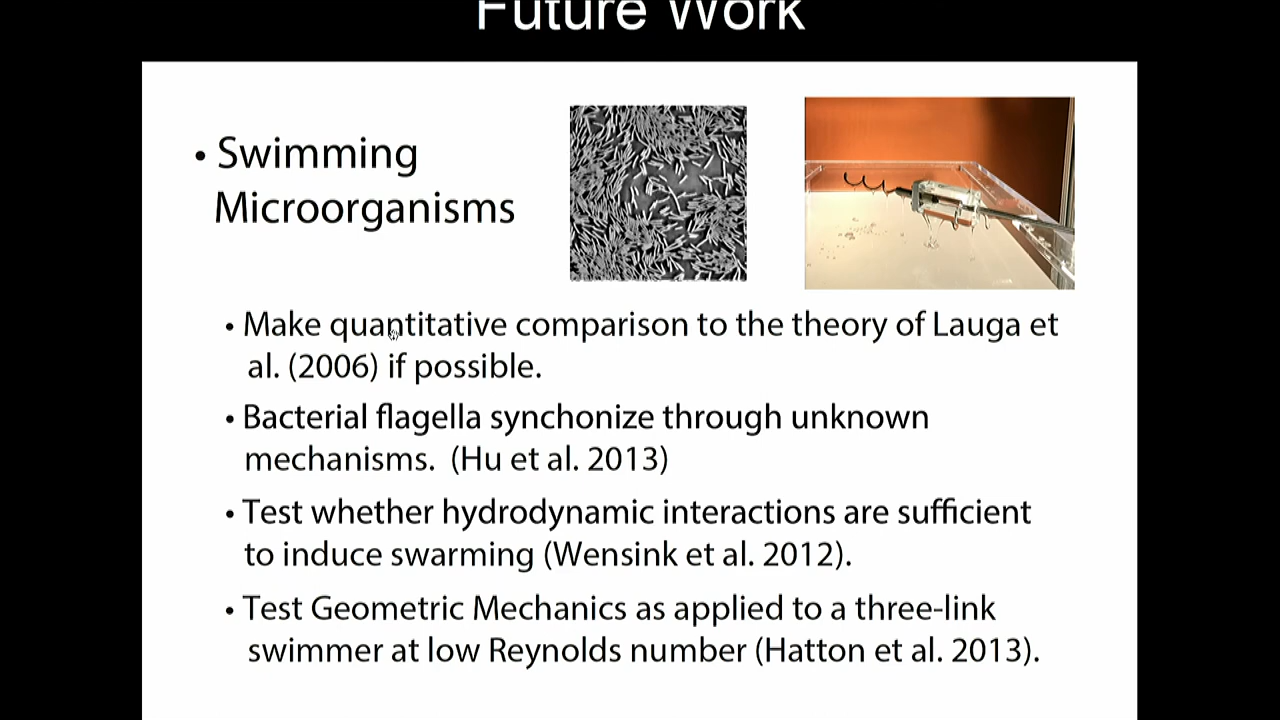 Future Work
• Swimming
Microorganisms
• Make quantitative comparison to the theory of Lauga et
al. (2006) if possible.
• Bacterial flagella synchonize through unknown
mechanisms. (Hu et al. 2013)
• Test whether hydrodynamic interactions are sufficient
to induce swarming (Wensink et al. 2012).
• Test Geometric Mechanics as applied to a three-link
swimmer at low Reynolds number (Hatton et al. 2013).